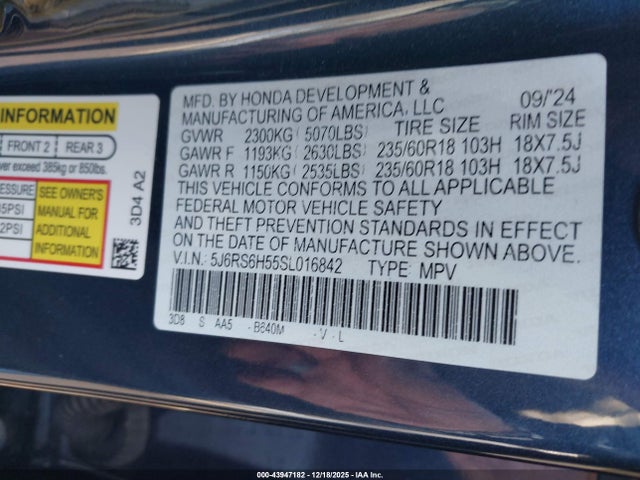 INFORMATION
FRONT 2 REAR 3
exceed 385kg or 850lbs.
SEE OWNER'S
MANUAL FOR
ADDITIONAL
INFORMATION
3D4 A2
MFD. BY HONDA DEVELOPMENT &
MANUFACTURING OF AMERICA, LLC 09/'24
GVWR 2300KG (5070LBS) TIRE SIZE RIM SIZE
GAWR F 1193KG (2630LBS) 235/60R18 103H 18X7.5J
GAWR R 1150KG (2535LBS) 235/60R18 103H 18X7.5J
THIS VEHICLE CONFORMS TO ALL APPLICABLE
FEDERAL MOTOR VEHICLE SAFETY
AND THEFT PREVENTION STANDARDS IN EFFECT
ON THE DATE OF MANUFACTURE SHOWN ABOVE.
V.I.N.: 5J6RS6H55SL016842 TYPE: MPV
3D8 S AA5 - B640M - V - L
000-43947182 - 12/18/2025 - IAA Inc.